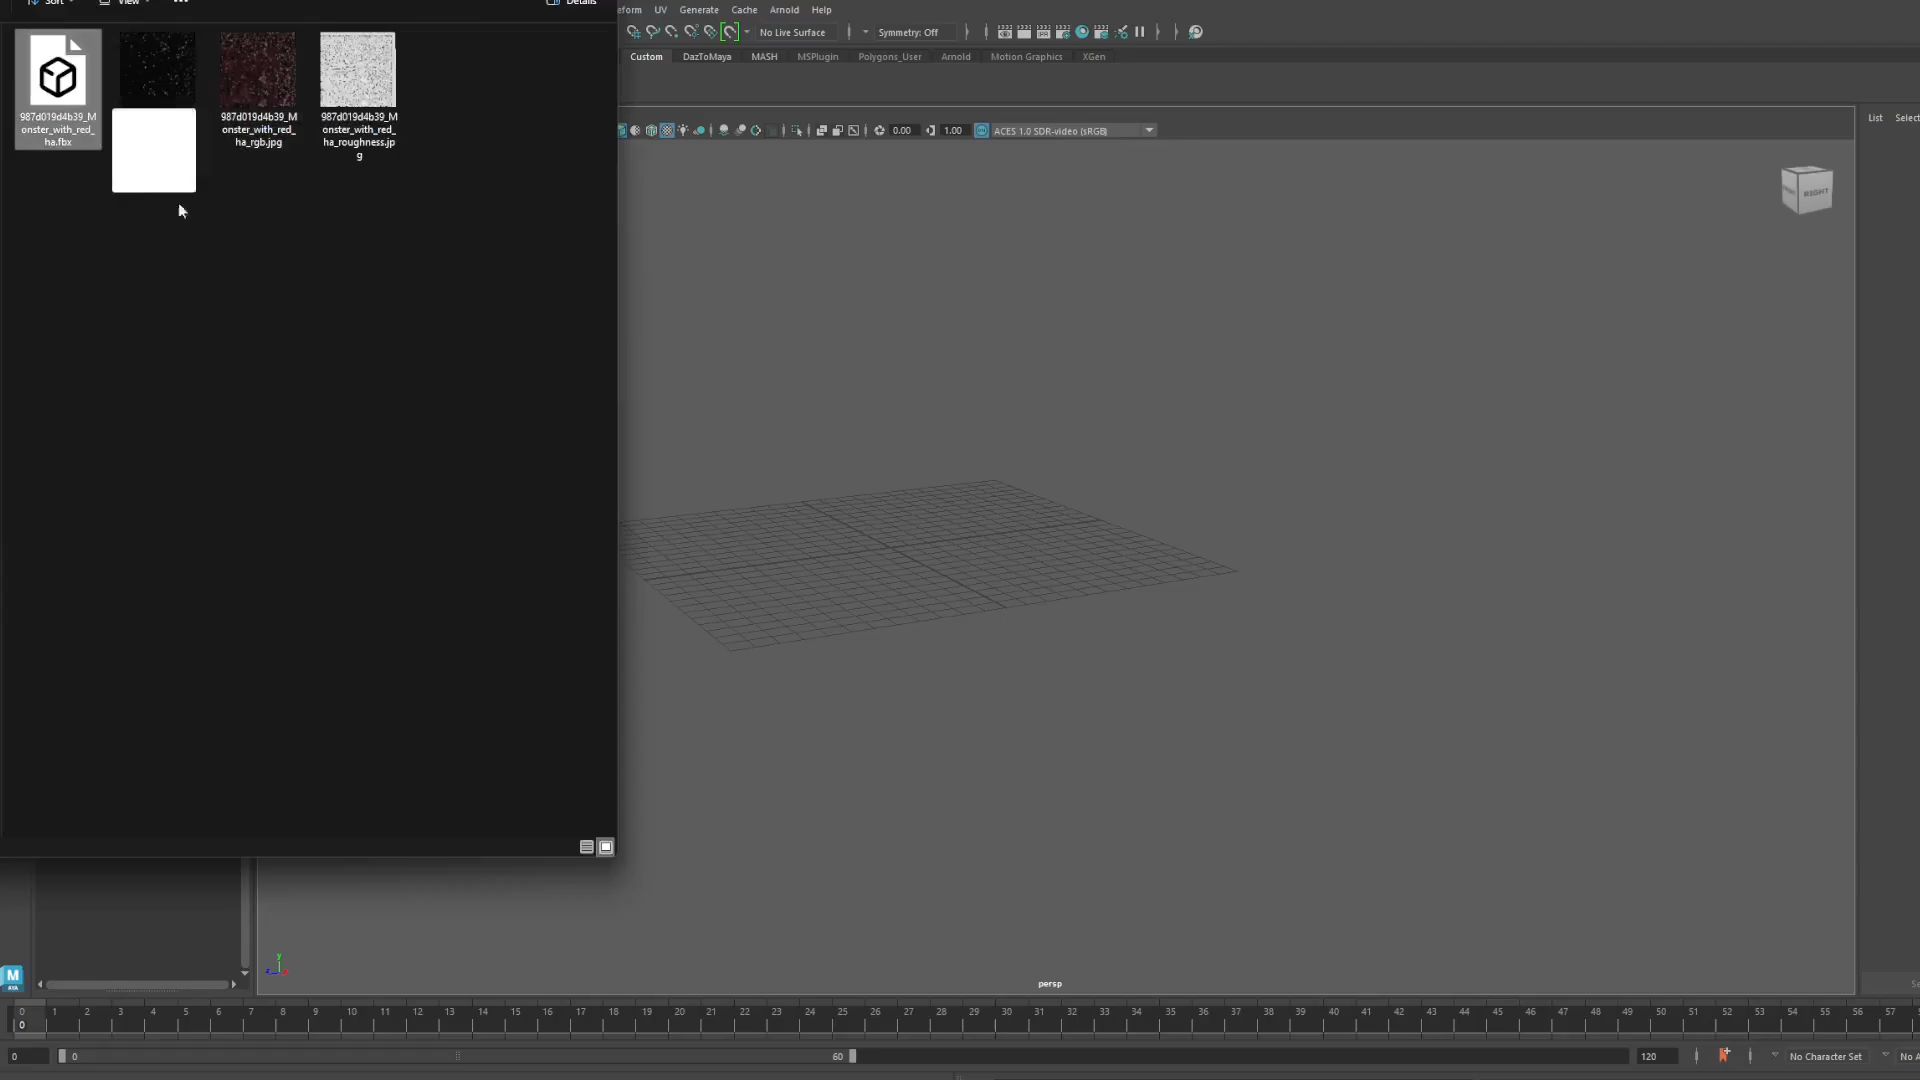 Sort
View
Details
987d019d4b39_M
onster_with_red_
ha.fbx
987d019d4b39_M
onster_with_red_
ha_rgb.jpg
987d019d4b39_M
onster_with_red_
ha_roughness.jp
g
eform UV Generate Cache Arnold Help
No Live Surface
Symmetry: Off
Custom DazToMaya MASH MSPlugin Polygons_User Arnold Motion Graphics XGen
0.00
1.00
ACES 1.0 SDR-video (sRGB)
List Select
RIGHT
y
persp
M
AYA
0 1 2 3 4 5 6 7 8 9 10 11 12 13 14 15 16 17 18 19 20 21 22 23 24 25 26 27 28 29 30 31 32 33 34 35 36 37 38 39 40 41 42 43 44 45 46 47 48 49 50 51 52 53 54 55 56 57
0
0 0 60 120 No Character Set No A